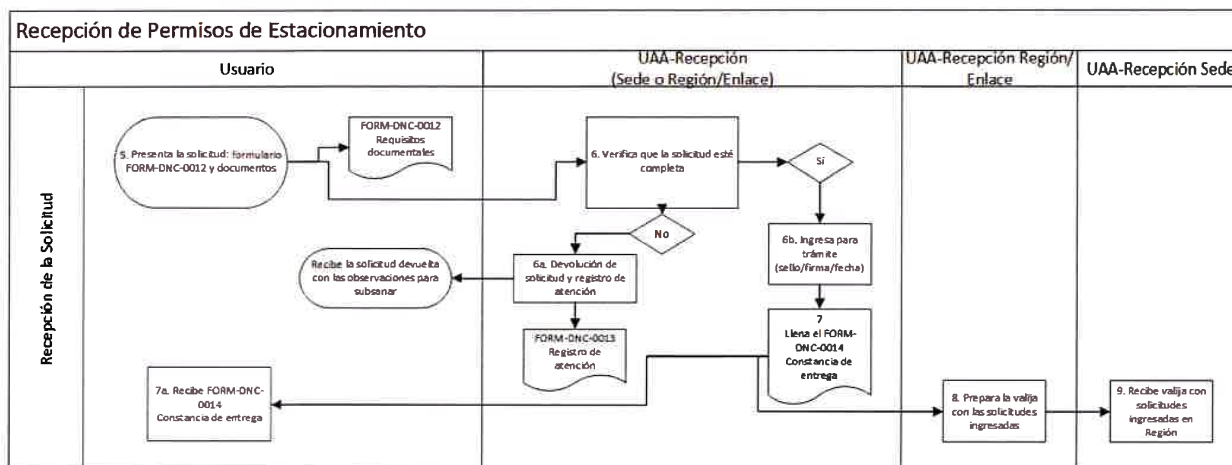 Recepción de Permisos de Estacionamiento
Usuario
UAA-Recepción
(Sede o Región/Enlace)
UAA-Recepción Región/
Enlace
UAA-Recepción Sede
Recepción de la Solicitud
5. Presenta la solicitud: formulario
FORM-DNC-0012 y documentos
FORM-DNC-0012
Requisitos
documentales
6. Verifica que la solicitud esté
completa
Sí
No
6b. Ingresa para
trámite
(sello/firma/fecha)
Recibe la solicitud devuelta
con las observaciones para
subsanar
6a. Devolución de
solicitud y registro de
atención
FORM-DNC-0013
Registro de
atención
7
Llena el FORM-
DNC-0014
Constancia de
entrega
7a. Recibe FORM-DNC-
0014
Constancia de entrega
8. Prepara la valija
con las solicitudes
ingresadas
9. Recibe valija con
solicitudes
ingresadas en
Región